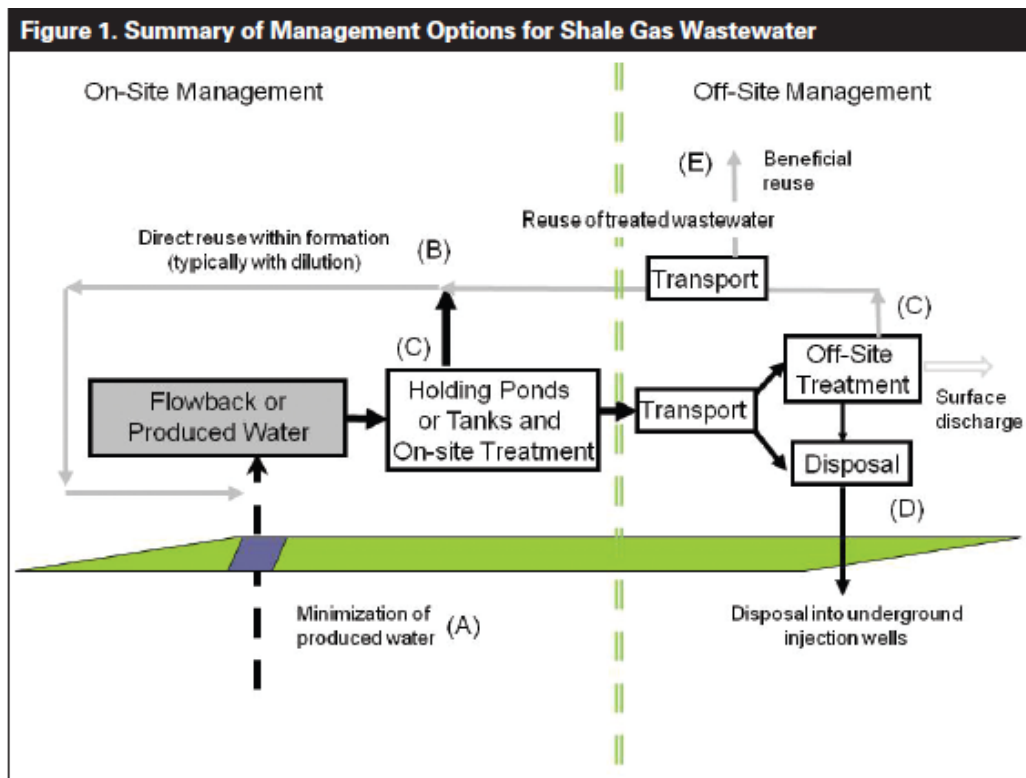 Figure 1. Summary of Management Options for Shale Gas Wastewater
On-Site Management
Off-Site Management
(E)
Beneficial
reuse
Reuse of treated wastewater
Direct reuse within formation
(typically with dilution)
(B)
Transport
(C)
(C)
Flowback or
Produced Water
Holding Ponds
or Tanks and
On-site Treatment
Transport
Off-Site
Treatment
Surface
discharge
Disposal
(D)
Minimization of
produced water
(A)
Disposal into underground
injection wells